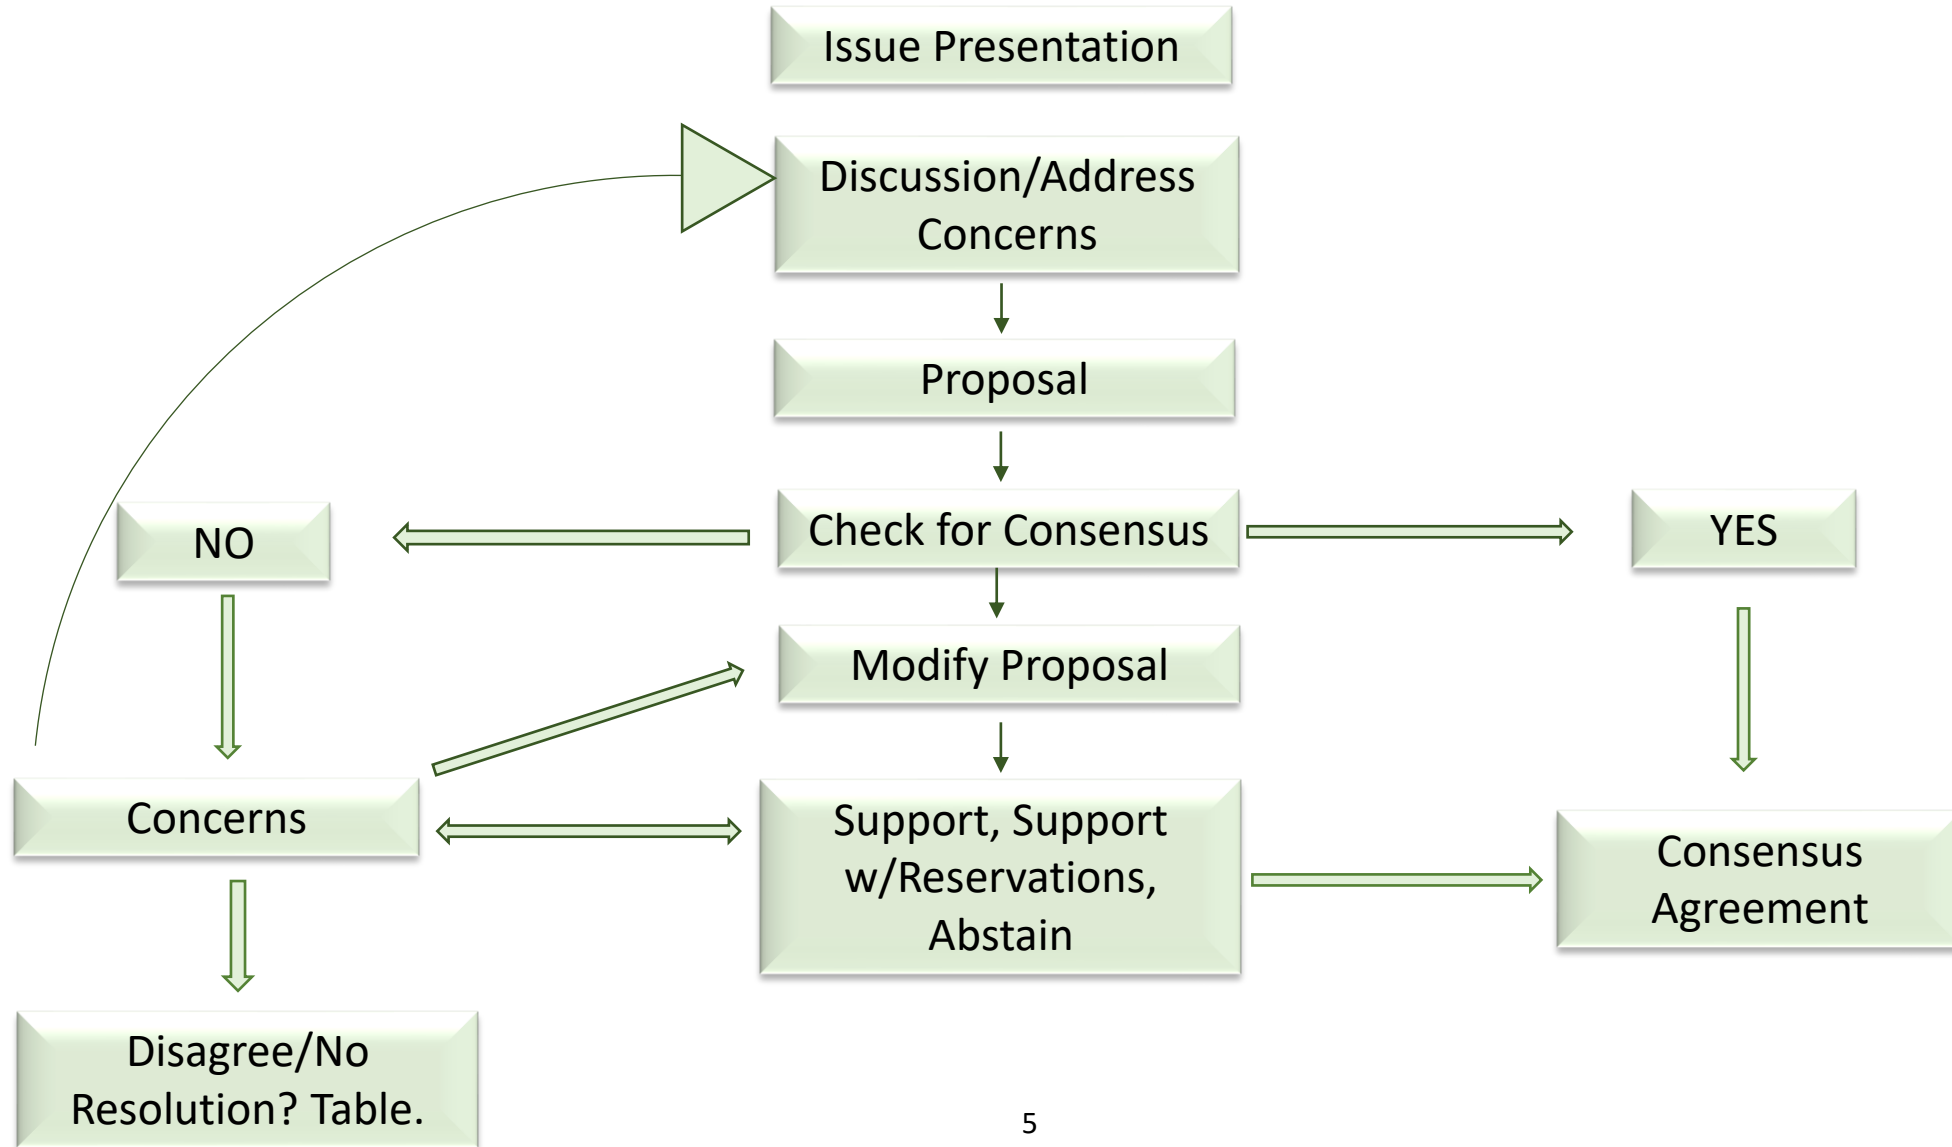 Issue Presentation
Discussion/Address
Concerns
Proposal
NO
Check for Consensus
YES
Modify Proposal
Concerns
Support, Support
w/Reservations,
Abstain
Consensus
Agreement
Disagree/No
Resolution? Table.
5